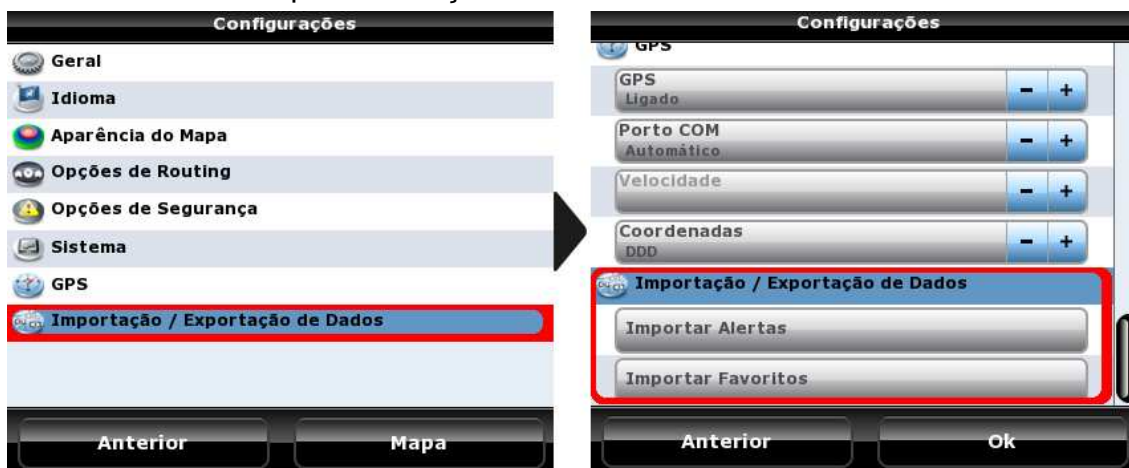 Configurações
Geral
Idioma
Aparência do Mapa
Opções de Routing
Opções de Segurança
Sistema
GPS
Importação / Exportação de Dados
Anterior
Mapa
Configurações
GPS
GPS
Ligado
Porto COM
Automático
Velocidade
Coordenadas
DDD
Importação / Exportação de Dados
Importar Alertas
Importar Favoritos
Anterior
Ok